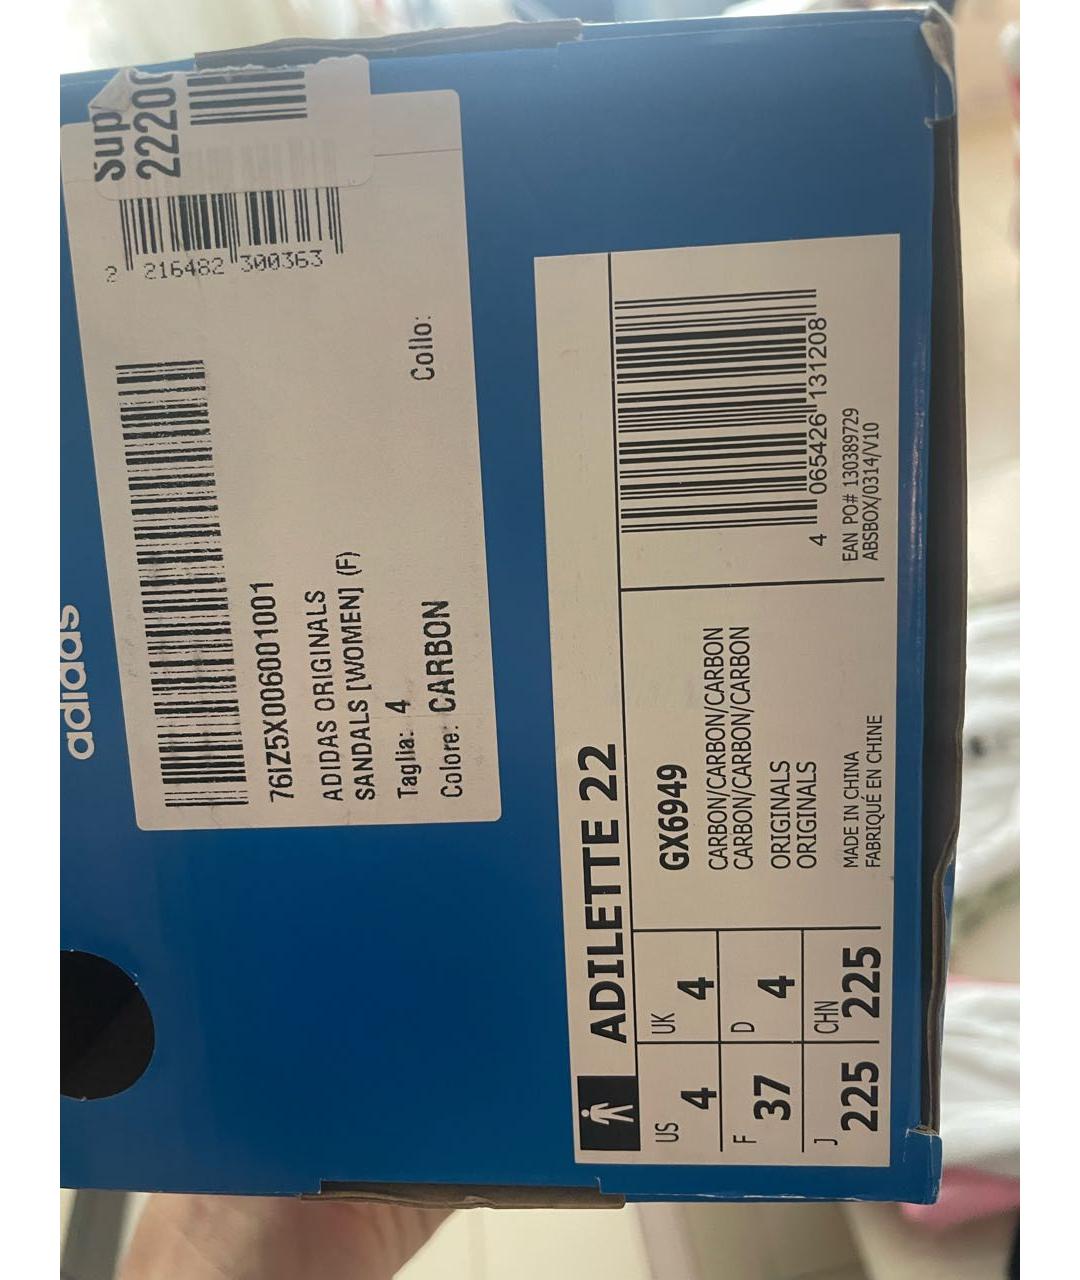 adidas
Sup
2220
2 216482 300363
76IZ5X006001001
ADIDAS ORIGINALS
SANDALS [WOMEN] (F)
Taglia: 4
Collo:
Colore: CARBON
ADILETTE 22
US 4
UK 4
F 37
D 4
J 225
CHN 225
GX6949
CARBON/CARBON/CARBON
CARBON/CARBON/CARBON
ORIGINALS
ORIGINALS
MADE IN CHINA
FABRIQUÉ EN CHINE
4 065426 131208
EAN PO# 130389729
ABSBOX/0314/V10